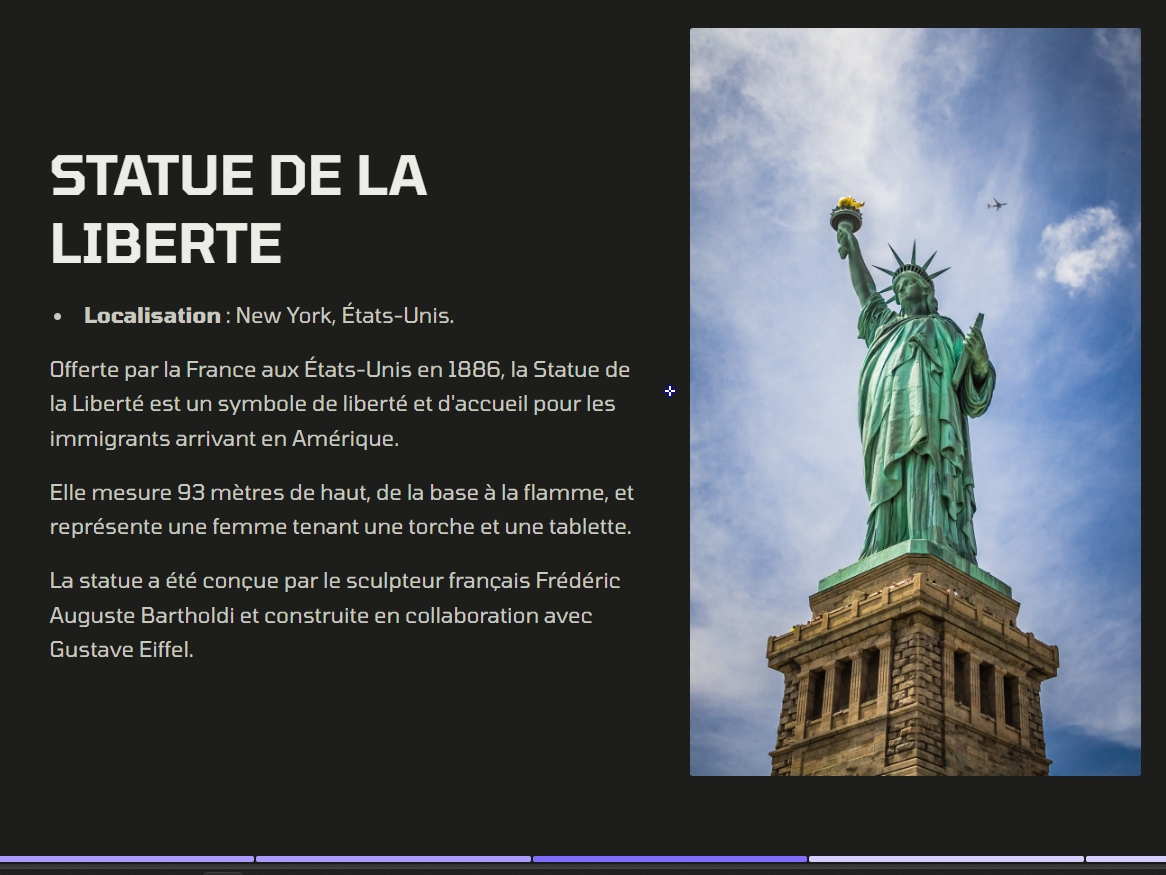 STATUE DE LA
LIBERTE
• Localisation : New York, États-Unis.
Offerte par la France aux États-Unis en 1886, la Statue de
la Liberté est un symbole de liberté et d'accueil pour les
immigrants arrivant en Amérique.
Elle mesure 93 mètres de haut, de la base à la flamme, et
représente une femme tenant une torche et une tablette.
La statue a été conçue par le sculpteur français Frédéric
Auguste Bartholdi et construite en collaboration avec
Gustave Eiffel.